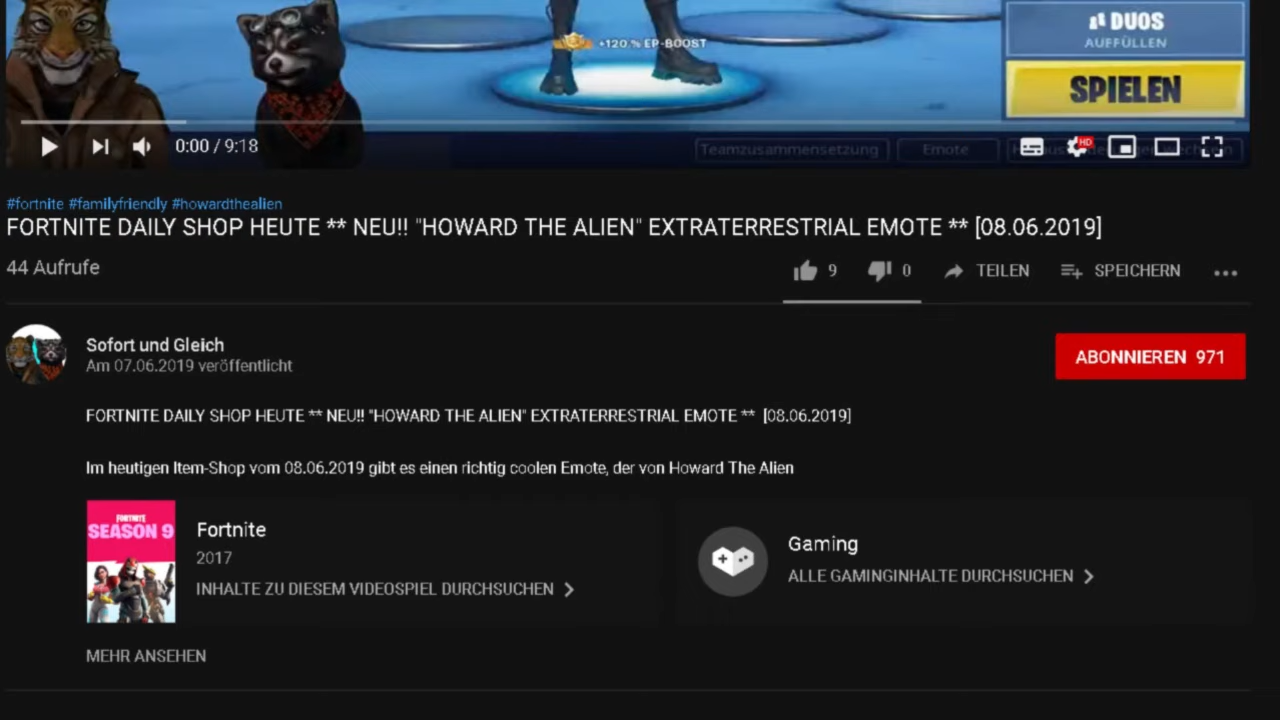 DUOS
AUFFÜLLEN
+120 % EP-BOOST
SPIELEN
0:00 / 9:18
HD
Teamzusammensetzung
Emote
#fortnite #familyfriendly #howardthealien
FORTNITE DAILY SHOP HEUTE ** NEU!! "HOWARD THE ALIEN" EXTRATERRESTRIAL EMOTE ** [08.06.2019]
44 Aufrufe
9
0
TEILEN
SPEICHERN
Sofort und Gleich
Am 07.06.2019 veröffentlicht
ABONNIEREN 971
FORTNITE DAILY SHOP HEUTE ** NEU!! "HOWARD THE ALIEN" EXTRATERRESTRIAL EMOTE ** [08.06.2019]
Im heutigen Item-Shop vom 08.06.2019 gibt es einen richtig coolen Emote, der von Howard The Alien
FORTNITE
SEASON 9
Fortnite
2017
INHALTE ZU DIESEM VIDEOSPIEL DURCHSUCHEN
Gaming
ALLE GAMINGINHALTE DURCHSUCHEN
MEHR ANSEHEN